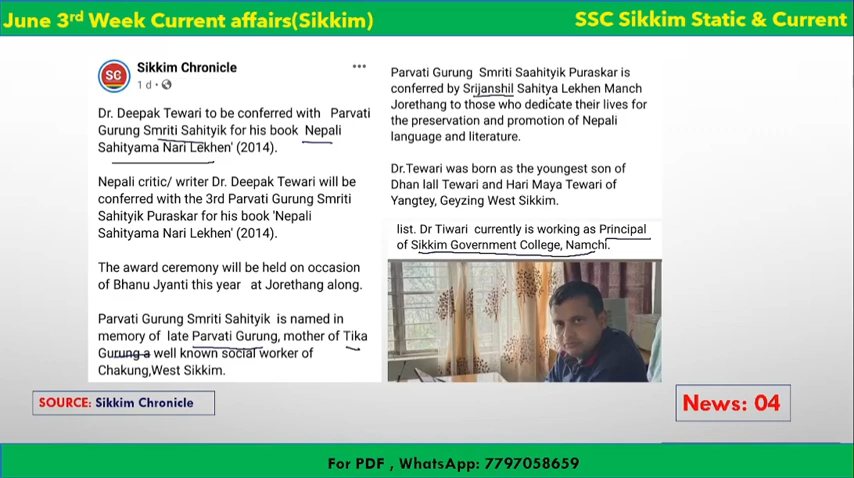 June 3rd Week Current affairs(Sikkim)
SSC Sikkim Static & Current
SC
Sikkim Chronicle
1 d
Dr. Deepak Tewari to be conferred with Parvati
Gurung Smriti Sahityik for his book Nepali
Sahityama Nari Lekhen' (2014).
Nepali critic/ writer Dr. Deepak Tewari will be
conferred with the 3rd Parvati Gurung Smriti
Sahityik Puraskar for his book 'Nepali
Sahityama Nari Lekhen' (2014).
The award ceremony will be held on occasion
of Bhanu Jyanti this year at Jorethang along.
Parvati Gurung Smriti Sahityik is named in
memory of late Parvati Gurung, mother of Tika
Gurung a well known social worker of
Chakung,West Sikkim.
Parvati Gurung Smriti Saahityik Puraskar is
conferred by Srijanshil Sahitya Lekhen Manch
Jorethang to those who dedicate their lives for
the preservation and promotion of Nepali
language and literature.
Dr.Tewari was born as the youngest son of
Dhan lall Tewari and Hari Maya Tewari of
Yangtey, Geyzing West Sikkim.
list. Dr Tiwari currently is working as Principal
of Sikkim Government College, Namchi.
SOURCE: Sikkim Chronicle
News: 04
For PDF , WhatsApp: 7797058659